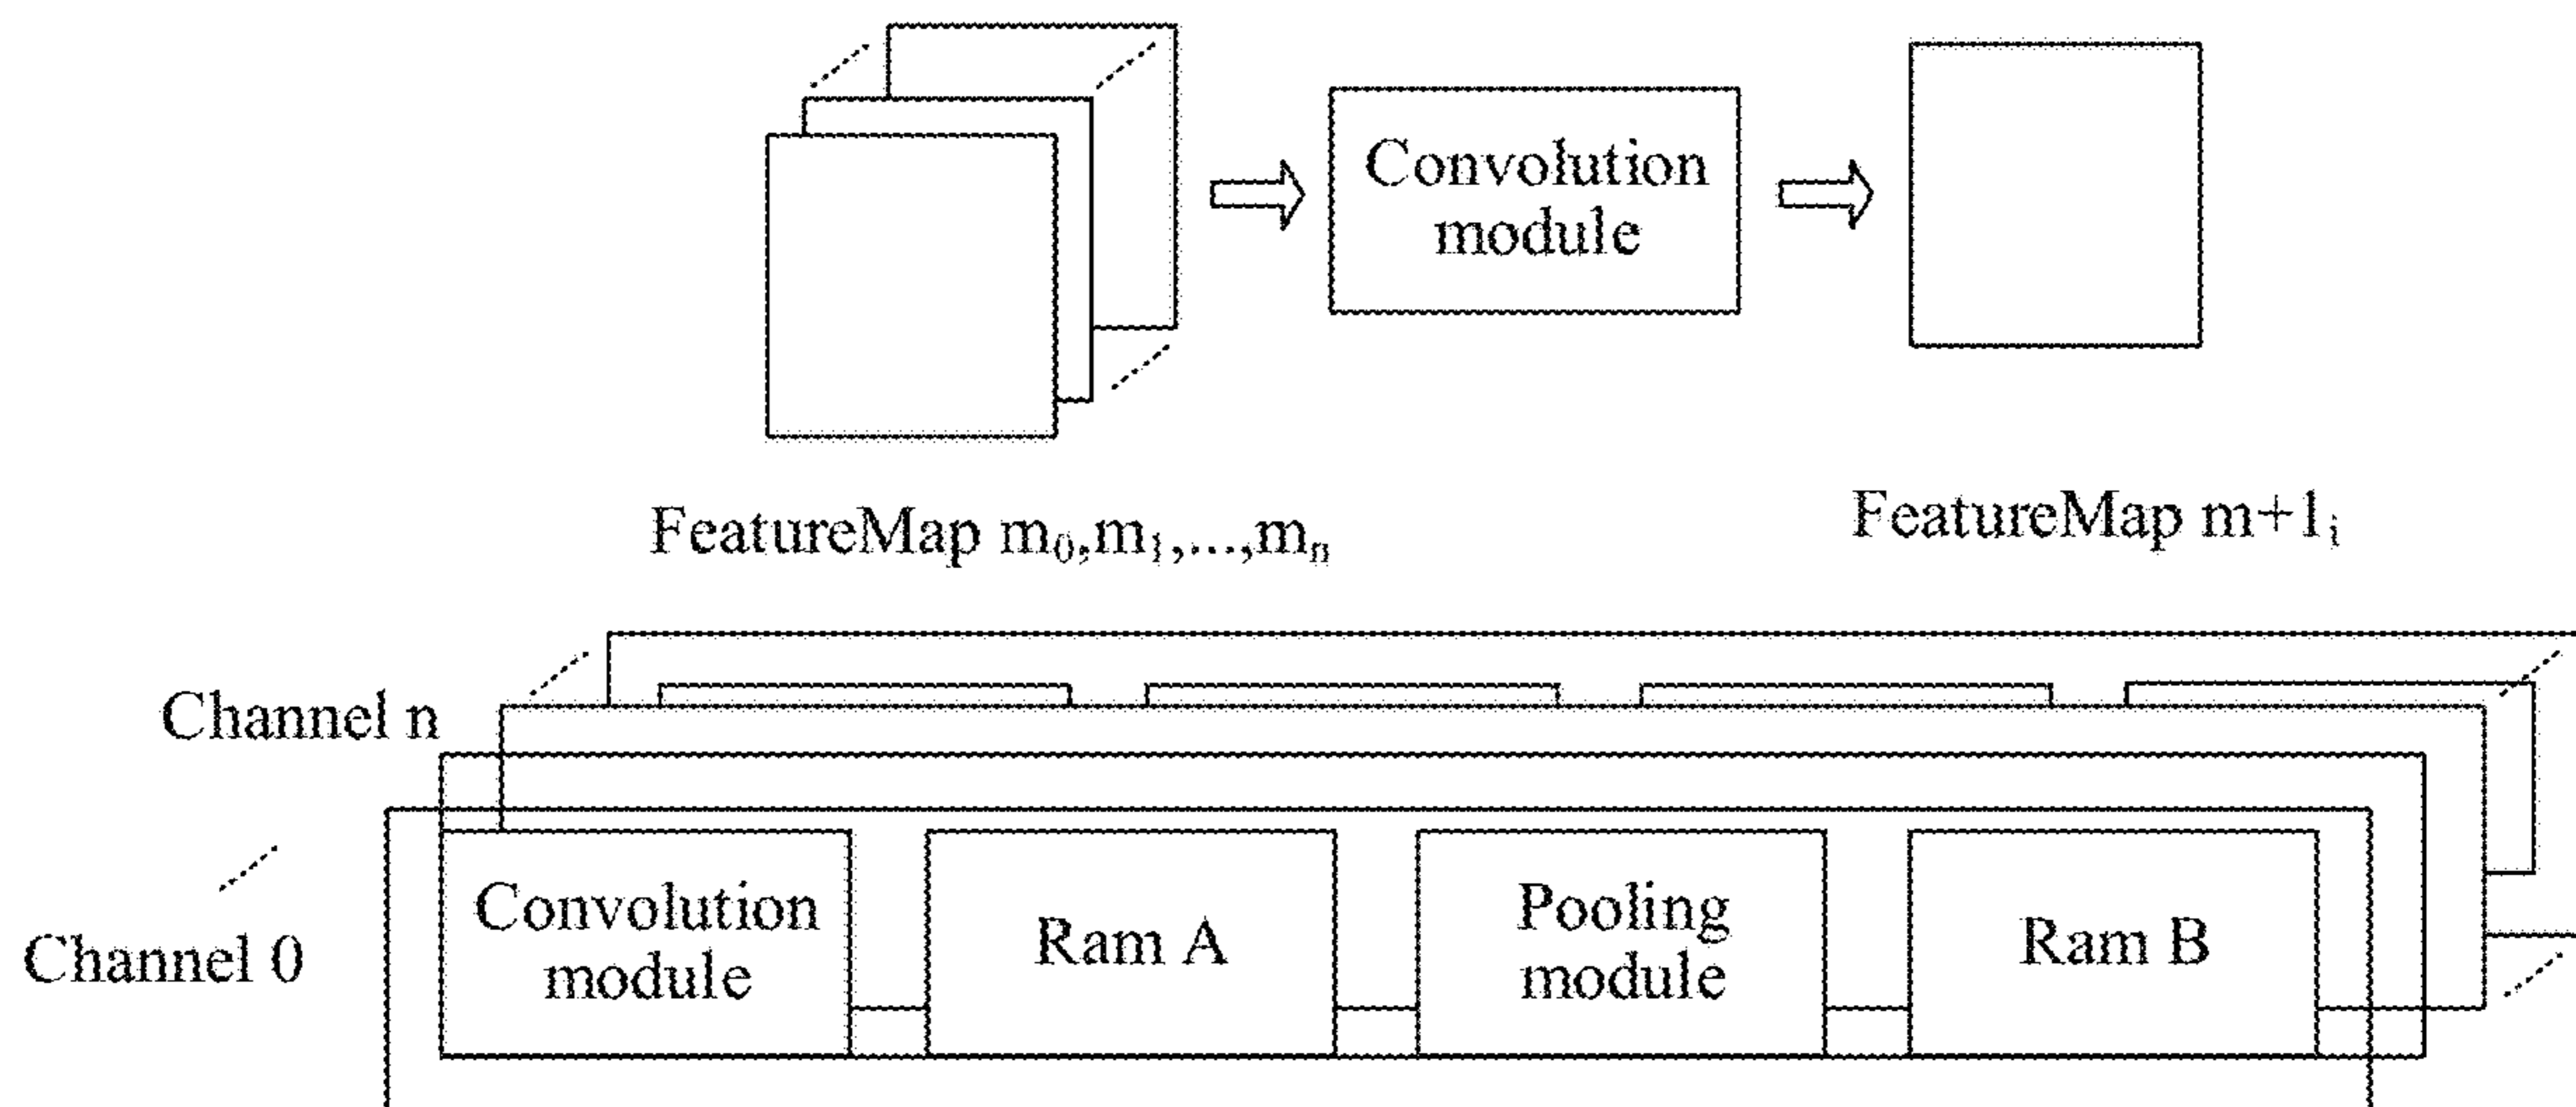 Convolution
module
FeatureMap m₀,m₁,...,mₙ
FeatureMap m+1ᵢ
Channel n
Channel 0
Convolution
module
Ram A
Pooling
module
Ram B